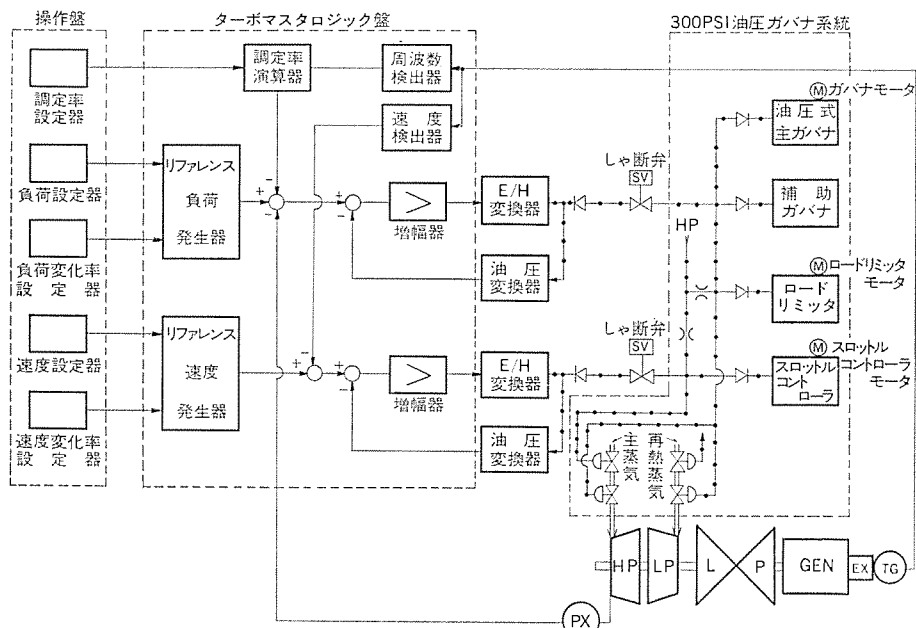 操作盤
ターボマスタロジック盤
300PSI油圧ガバナ系統
調定率
設定器
負荷設定器
負荷変化率
設定器
速度設定器
速度変化率
設定器
調定率
演算器
周波数
検出器
速度
検出器
リファレンス
負荷
発生器
リファレンス
速度
発生器
+
-
-
+
-
>
増幅器
E/H
変換器
油圧
変換器
+
-
+
-
>
増幅器
E/H
変換器
油圧
変換器
しゃ断弁
SV
しゃ断弁
SV
HP
Ⓜガバナモータ
油圧式
主ガバナ
補助
ガバナ
Ⓜロードリミッタ
モータ
ロード
リミッタ
Ⓜスロットル
コントローラ
モータ
スロットル
コント
ローラ
主蒸気
再熱蒸気
HP
LP
L
P
GEN
EX
TG
PX